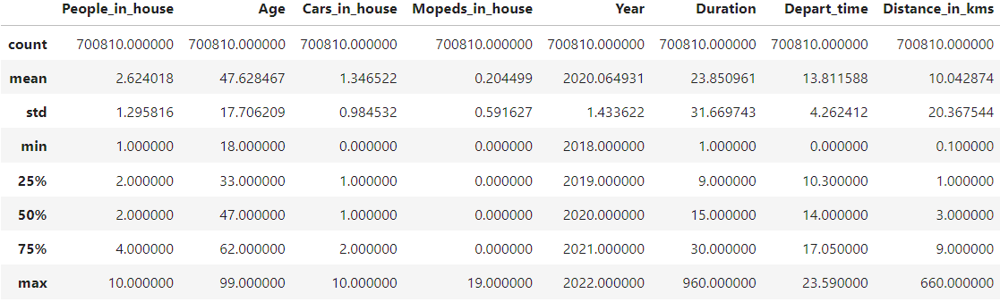 People_in_house Age Cars_in_house Mopeds_in_house Year Duration Depart_time Distance_in_kms
count 700810.000000 700810.000000 700810.000000 700810.000000 700810.000000 700810.000000 700810.000000 700810.000000
mean 2.624018 47.628467 1.346522 0.204499 2020.064931 23.850961 13.811588 10.042874
std 1.295816 17.706209 0.984532 0.591627 1.433622 31.669743 4.262412 20.367544
min 1.000000 18.000000 0.000000 0.000000 2018.000000 1.000000 0.000000 0.100000
25% 2.000000 33.000000 1.000000 0.000000 2019.000000 9.000000 10.300000 1.000000
50% 2.000000 47.000000 1.000000 0.000000 2020.000000 15.000000 14.000000 3.000000
75% 4.000000 62.000000 2.000000 0.000000 2021.000000 30.000000 17.050000 9.000000
max 10.000000 99.000000 10.000000 19.000000 2022.000000 960.000000 23.590000 660.000000